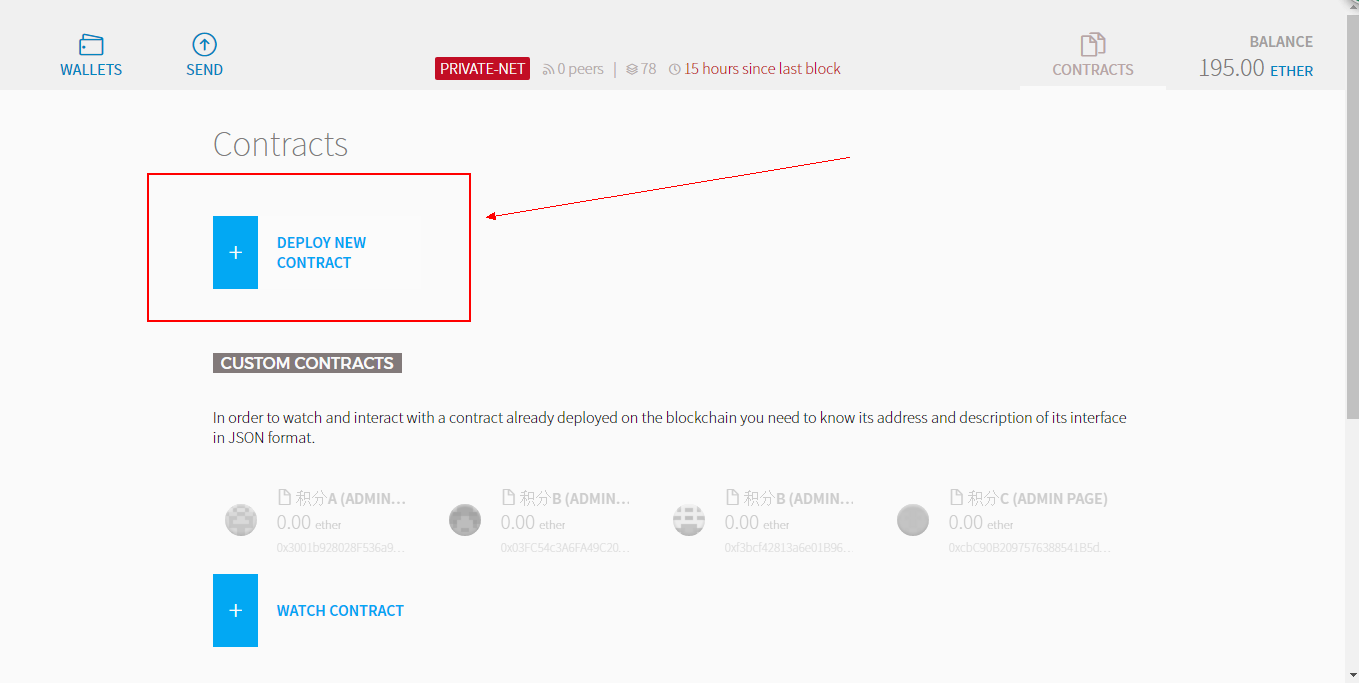 WALLETS
SEND
PRIVATE-NET 0 peers | 78 15 hours since last block
CONTRACTS
BALANCE
195.00 ETHER
Contracts
+
DEPLOY NEW
CONTRACT
CUSTOM CONTRACTS
In order to watch and interact with a contract already deployed on the blockchain you need to know its address and description of its interface
in JSON format.
积分A (ADMIN...
0.00 ether
0x3001b928028F536a9...
积分B (ADMIN...
0.00 ether
0x03FC54c3A6FA49C20...
积分B (ADMIN...
0.00 ether
0xf3bcf42813a6e01B96...
积分C (ADMIN PAGE)
0.00 ether
0xcbC90B2097576388541B5d...
+
WATCH CONTRACT